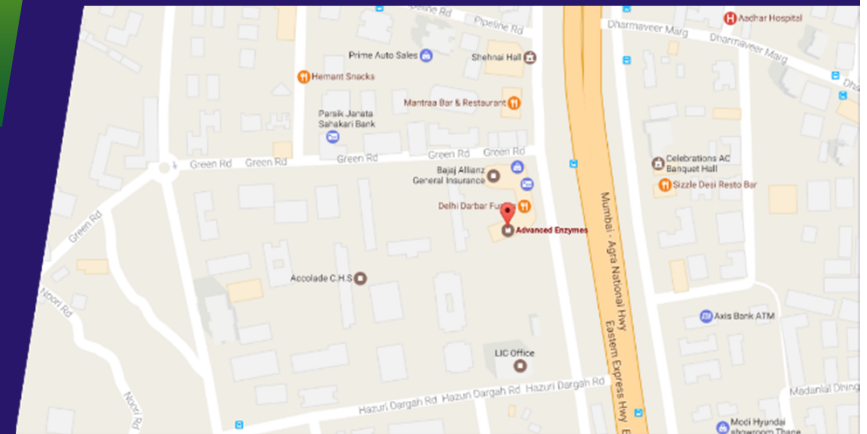 Pipeline Rd
Dharmaveer Marg
Dharmaveer Marg
Aadhar Hospital
Prime Auto Sales
Shehnai Hall
Hemant Snacks
Mantraa Bar & Restaurant
Parsik Janata
Sahakari Bank
Green Rd
Green Rd
Green Rd
Green Rd
Green Rd
Bajaj Allianz
General Insurance
Celebrations AC
Banquet Hall
Sizzle Desi Resto Bar
Delhi Darbar
Green Rd
Advanced Enzymes
Mumbai - Agra National Hwy
Accolade C.H.S
Noori Rd
Axis Bank ATM
Eastern Express Hwy
LIC Office
Hazuri Dargah Rd
Hazuri Dargah Rd
Hazuri Dargah Rd
Noori Rd
Modi Hyundai
showroom Thane